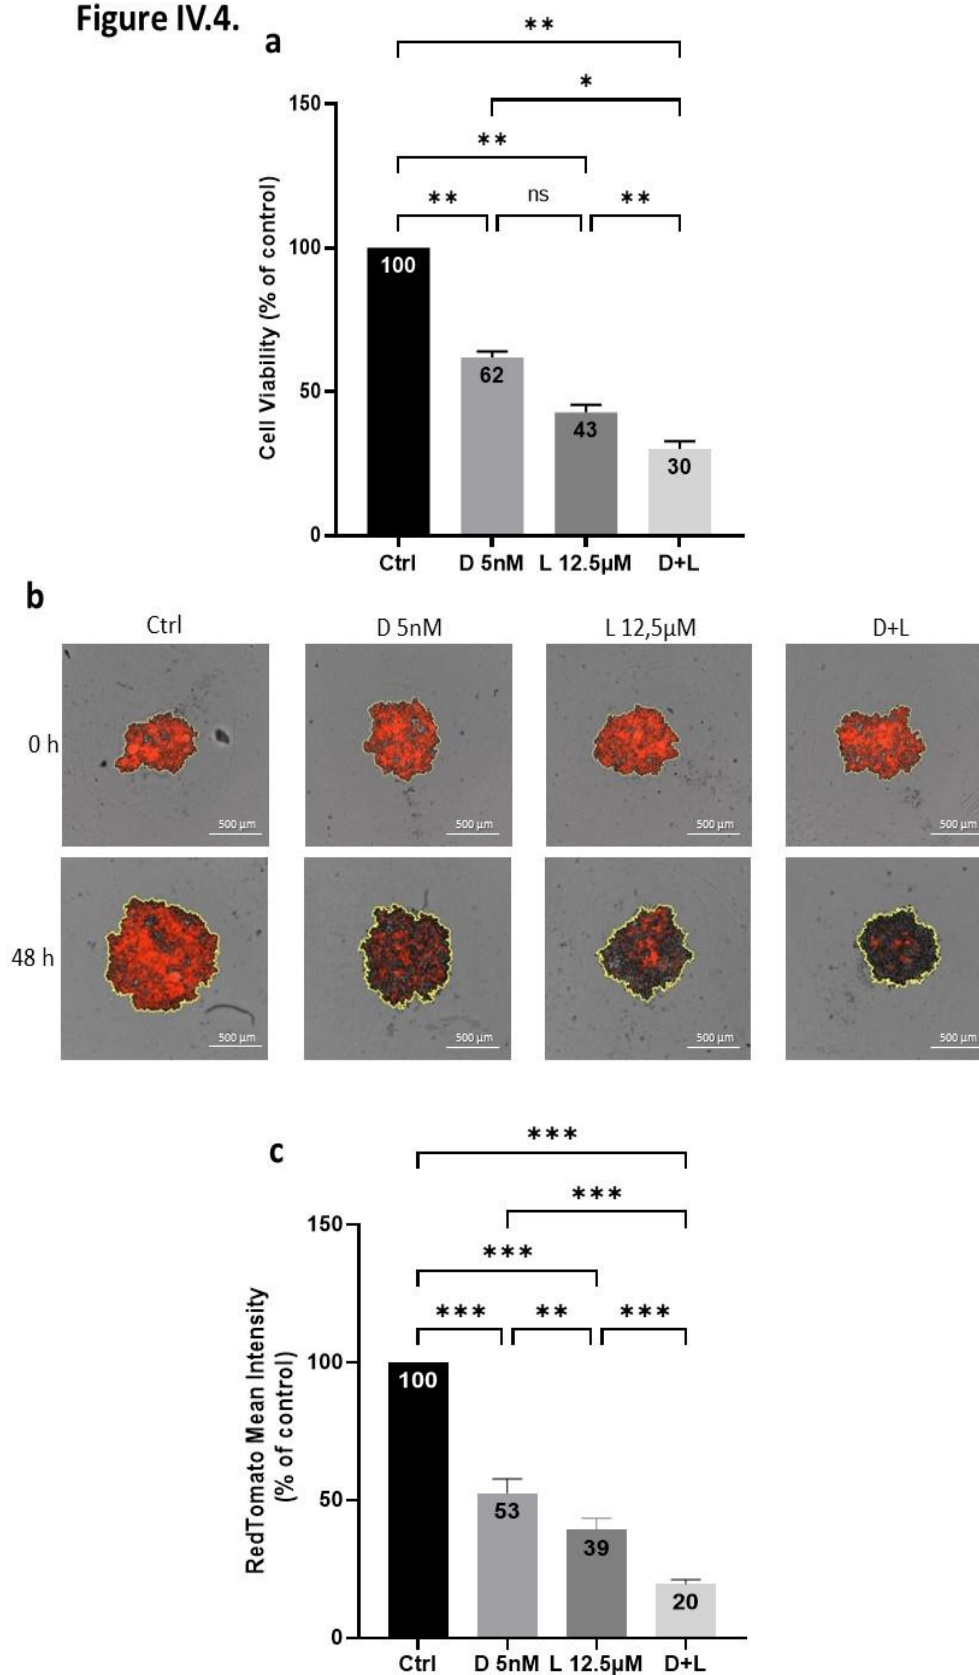 Figure IV.4.
a
**
*
**
** ns **
150
100
50
0
Cell Viability (% of control)
100
62
43
30
Ctrl D 5nM L 12.5µM D+L
b
Ctrl D 5nM L 12,5µM D+L
0 h
500 µm 500 µm 500 µm 500 µm
48 h
500 µm 500 µm 500 µm 500 µm
c
***
***
***
*** ** ***
150
100
50
0
RedTomato Mean Intensity
(% of control)
100
53
39
20
Ctrl D 5nM L 12.5µM D+L